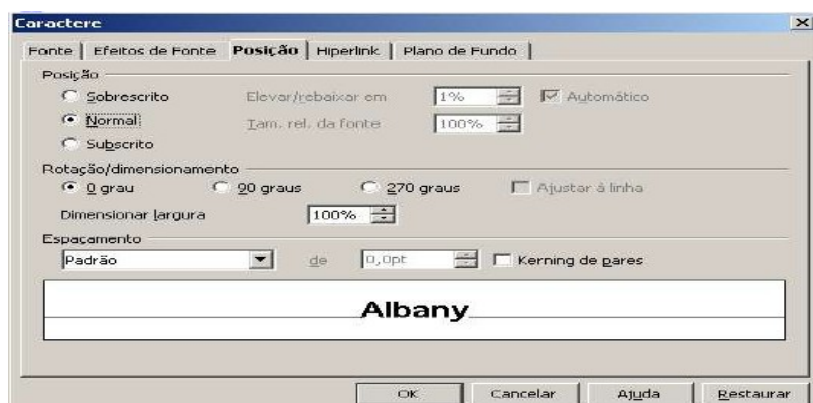 Caractere
Fonte Efeitos de Fonte Posição Hiperlink Plano de Fundo
Posição
Sobrescrito Elevar/rebaixar em 1% Automático
Normal Tam. rel. da fonte 100%
Subscrito
Rotação/dimensionamento
0 grau 90 graus 270 graus Ajustar à linha
Dimensionar largura 100%
Espaçamento
Padrão de 0,0pt Kerning de pares
Albany
OK Cancelar Ajuda Restaurar